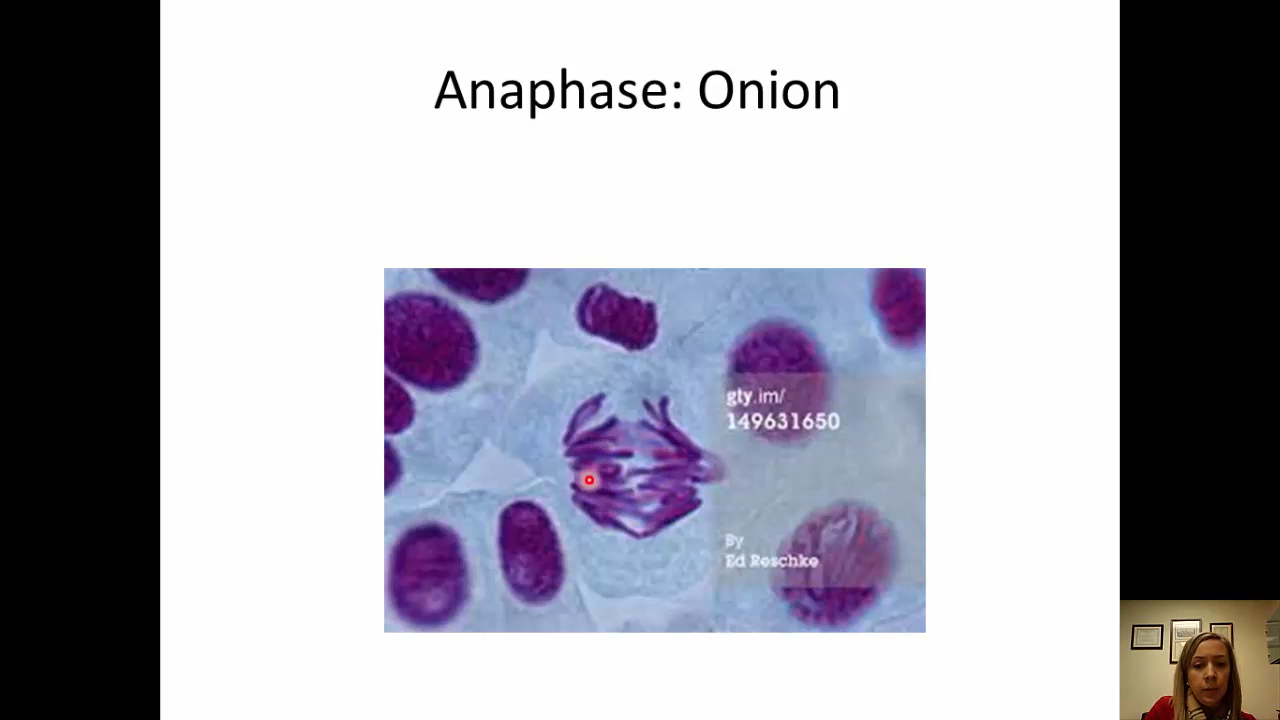 Anaphase: Onion
gty.im/
149631650
By
Ed Reschke